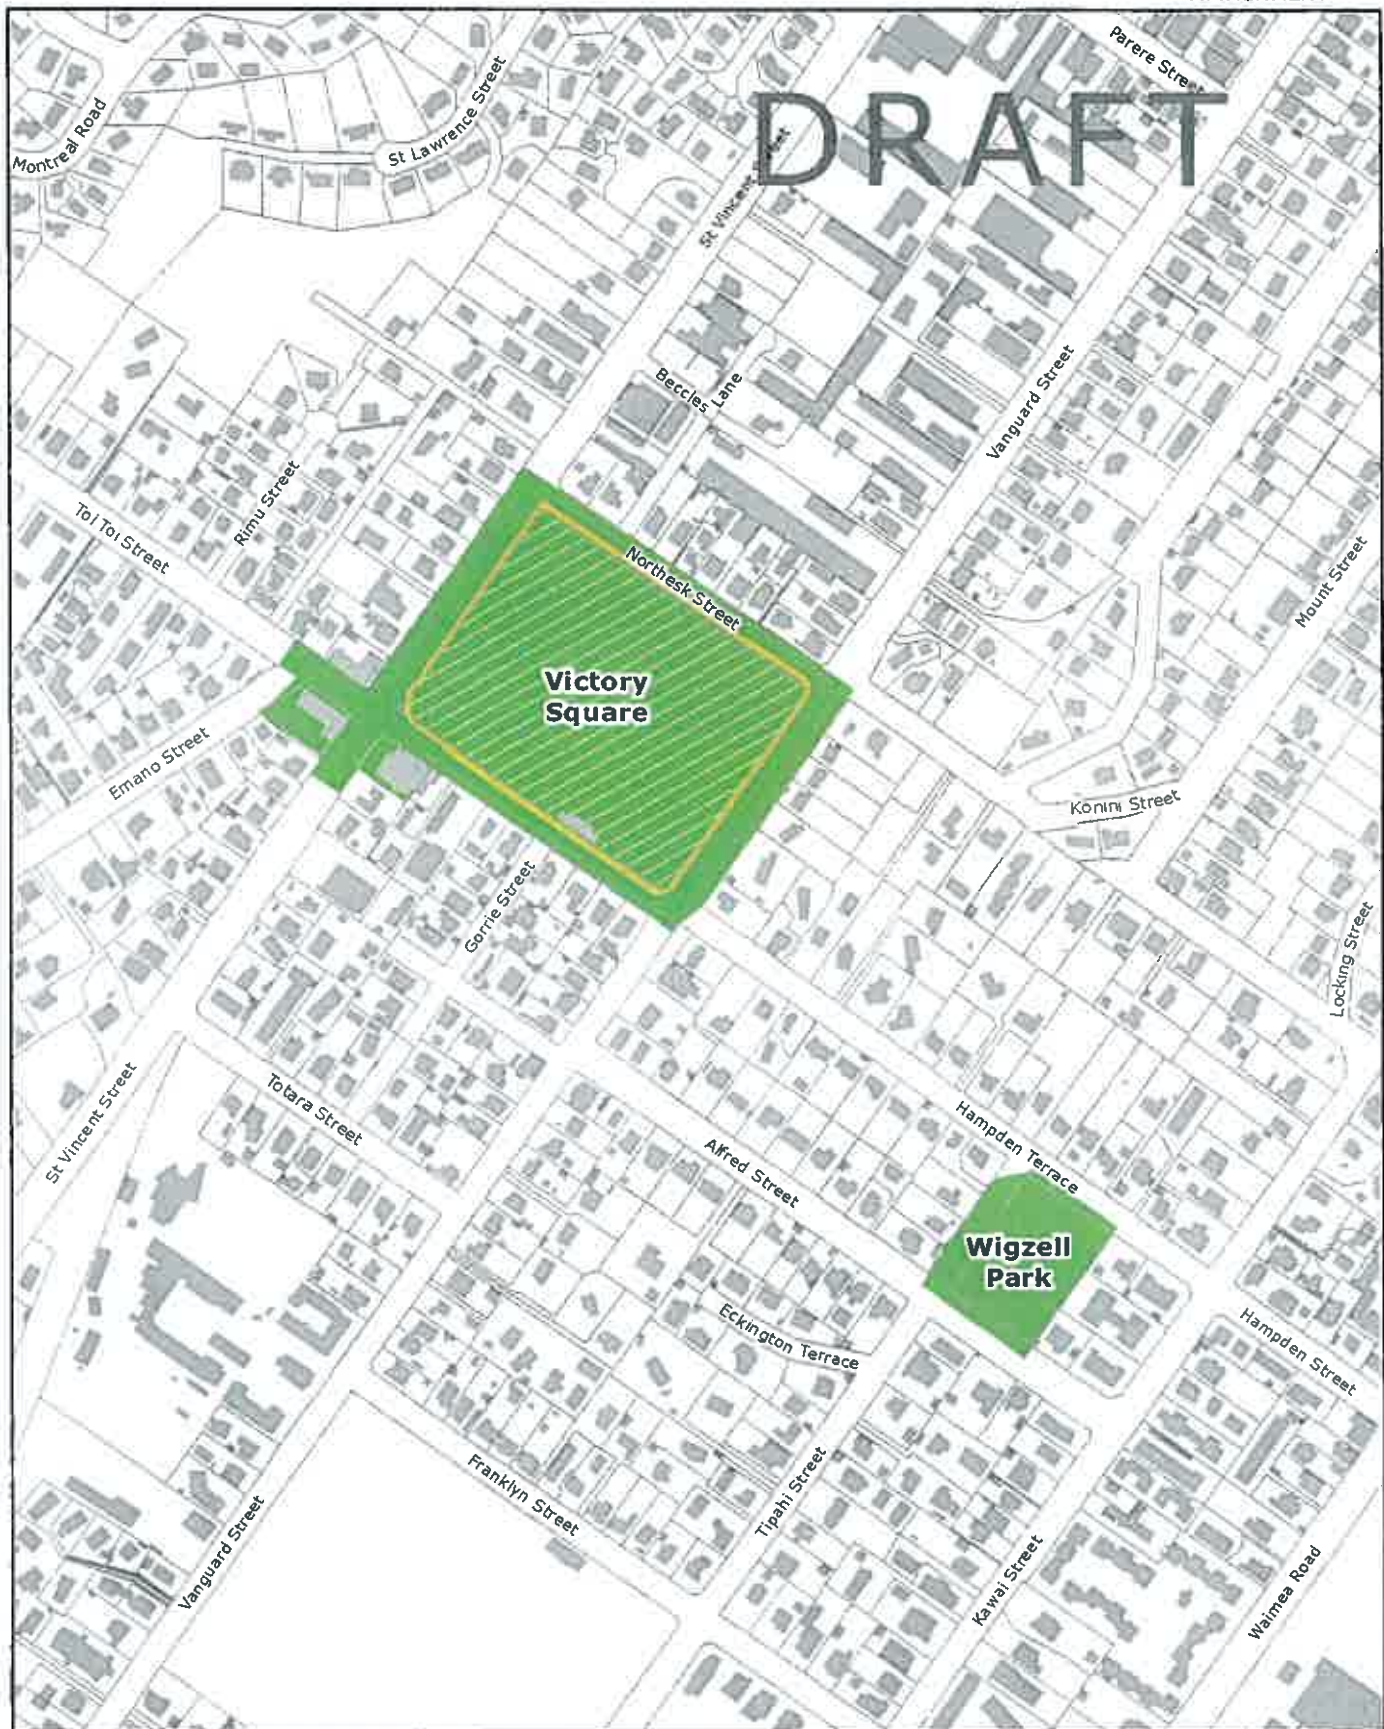 Parere Street
DRAFT
Montreal Road
St Lawrence Street
St Vincent
Beccles Lane
Vanguard Street
Rimu Street
Toi Toi Street
Northesk Street
Mount Street
Victory
Square
Emano Street
Konini Street
Gorrie Street
Locking Street
St Vincent Street
Totara Street
Hampden Terrace
Alfred Street
Wigzell
Park
Eckington Terrace
Hampden Street
Franklyn Street
Tipahi Street
Vanguard Street
Kawai Street
Waimea Road